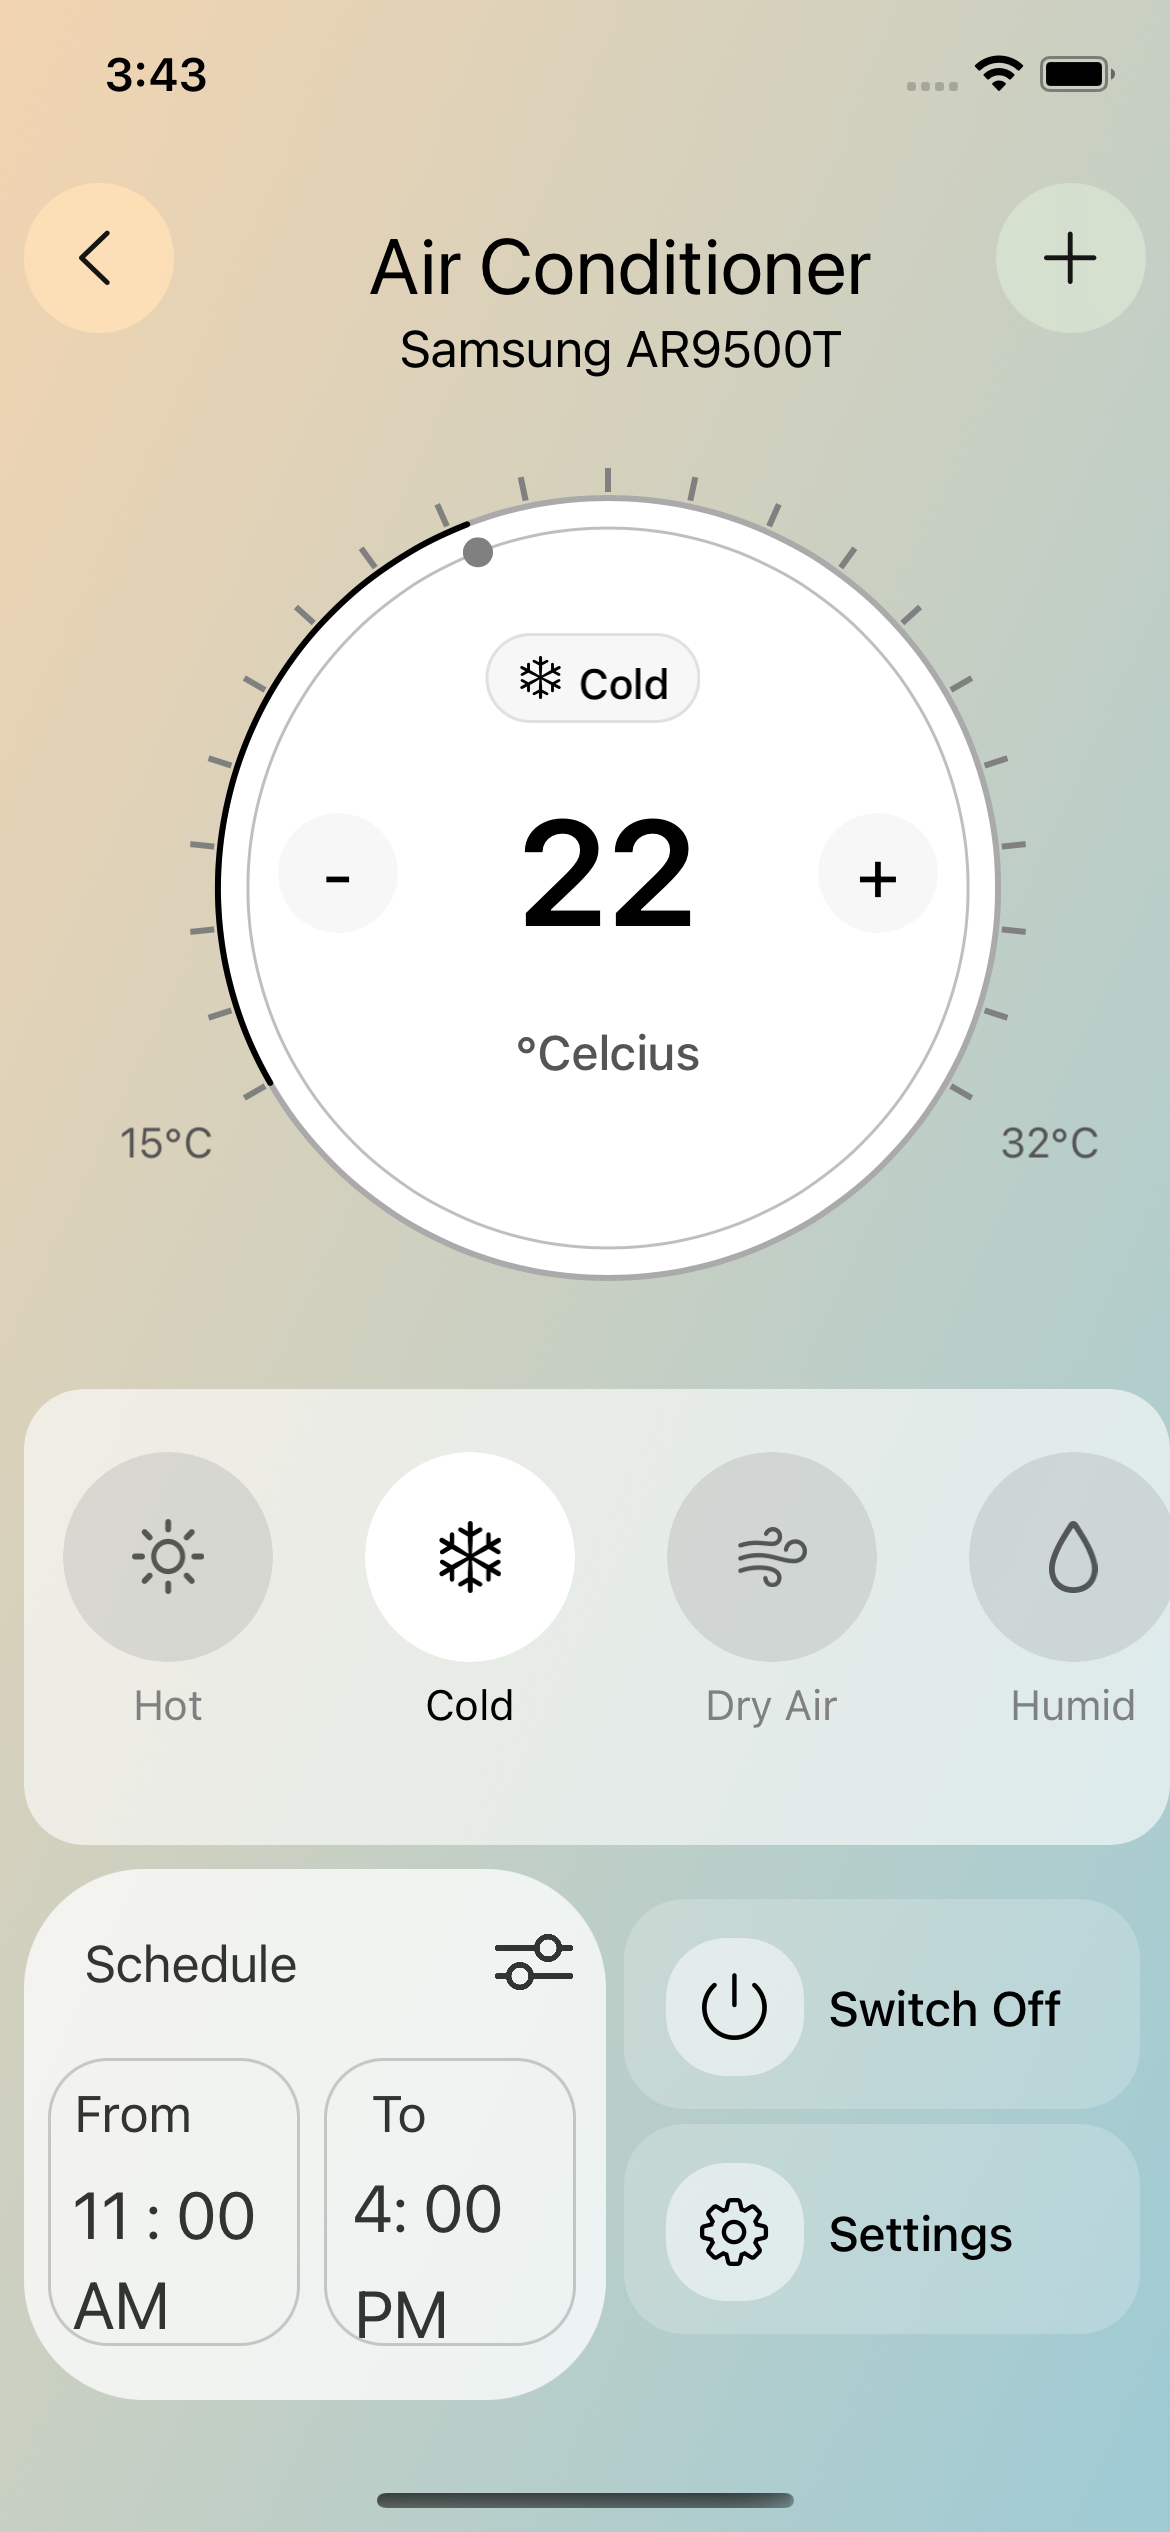 3:43
Air Conditioner
Samsung AR9500T
Cold
- 22 +
°Celcius
15°C 32°C
Hot Cold Dry Air Humid
Schedule
From To
11 : 00 4: 00
AM PM
Switch Off
Settings